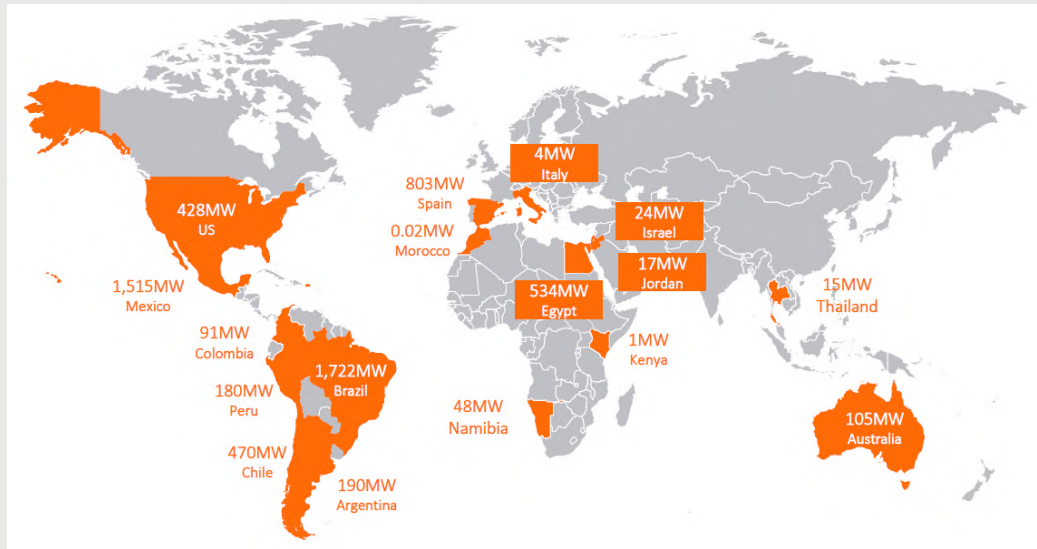 4MW
Italy
803MW
Spain
428MW
US
24MW
Israel
0.02MW
Morocco
17MW
Jordan
1,515MW
Mexico
534MW
Egypt
15MW
Thailand
91MW
Colombia
1MW
Kenya
1,722MW
Brazil
180MW
Peru
48MW
Namibia
105MW
Australia
470MW
Chile
190MW
Argentina